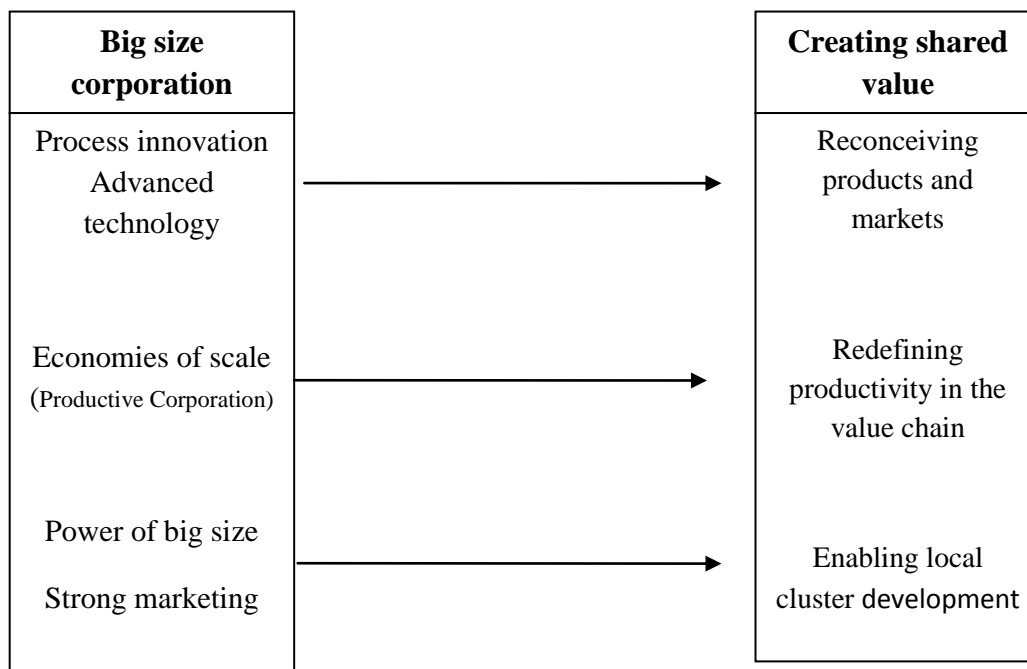 Big size
corporation
Process innovation
Advanced
technology
Economies of scale
(Productive Corporation)
Power of big size
Strong marketing
Creating shared
value
Reconceiving
products and
markets
Redefining
productivity in the
value chain
Enabling local
cluster development